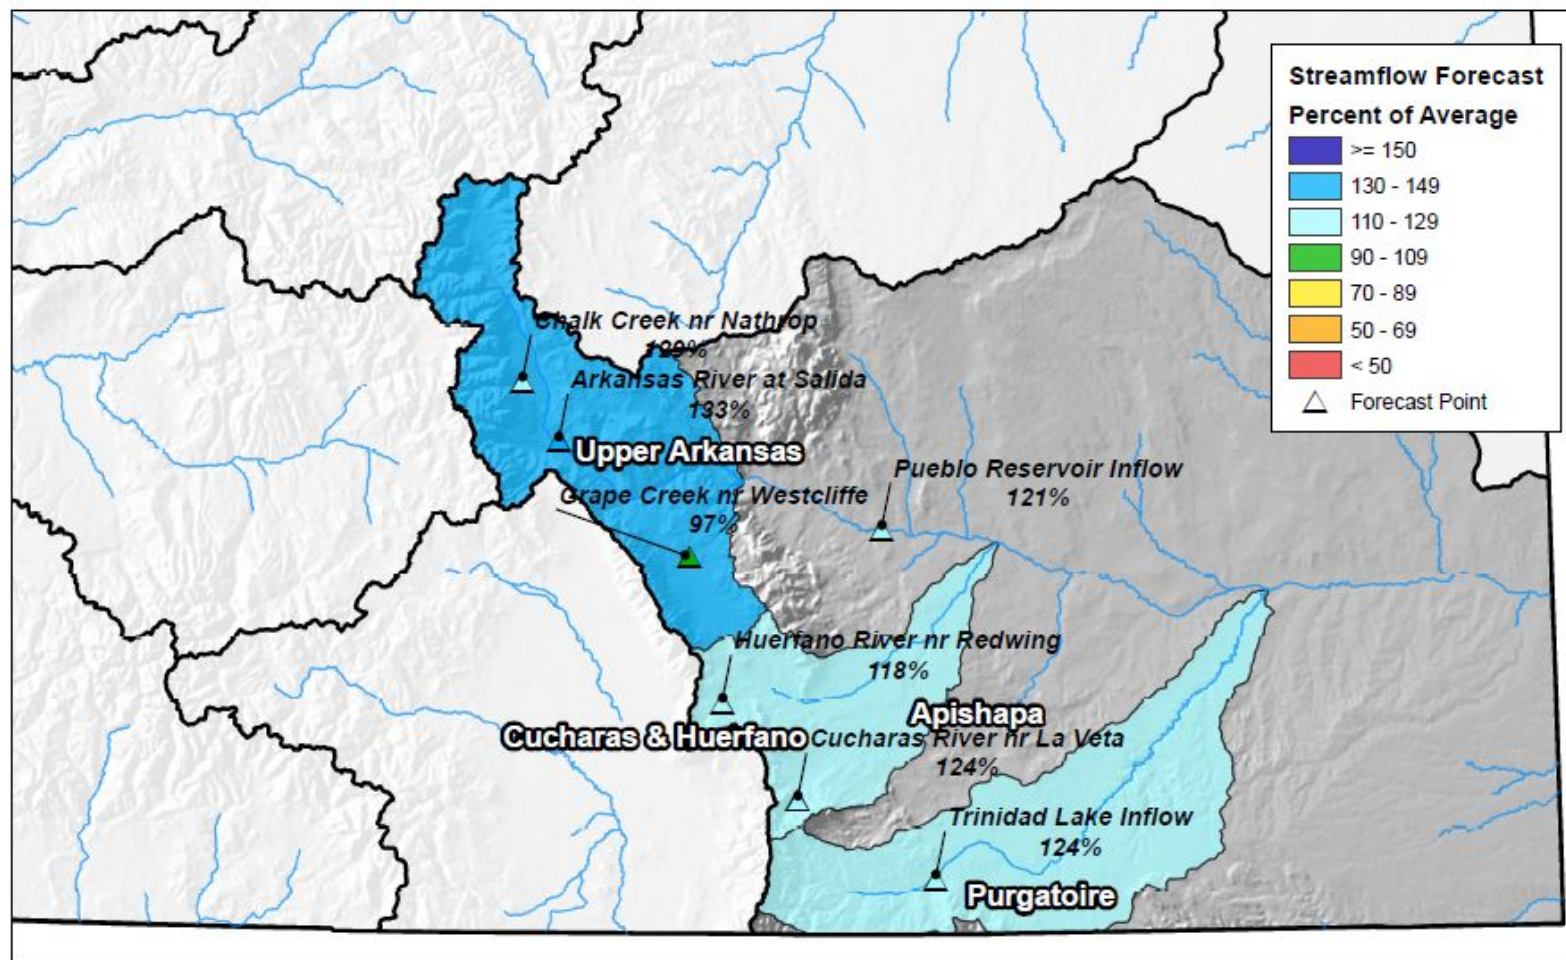 Streamflow Forecast
Percent of Average
>= 150
130 - 149
110 - 129
90 - 109
70 - 89
50 - 69
< 50
Forecast Point
Chalk Creek nr Nathrop
129%
Arkansas River at Salida
133%
Upper Arkansas
Pueblo Reservoir Inflow
121%
Grape Creek nr Westcliffe
97%
Huerfano River nr Redwing
118%
Apishapa
Cucharas & Huerfano
Cucharas River nr La Veta
124%
Trinidad Lake Inflow
124%
Purgatoire